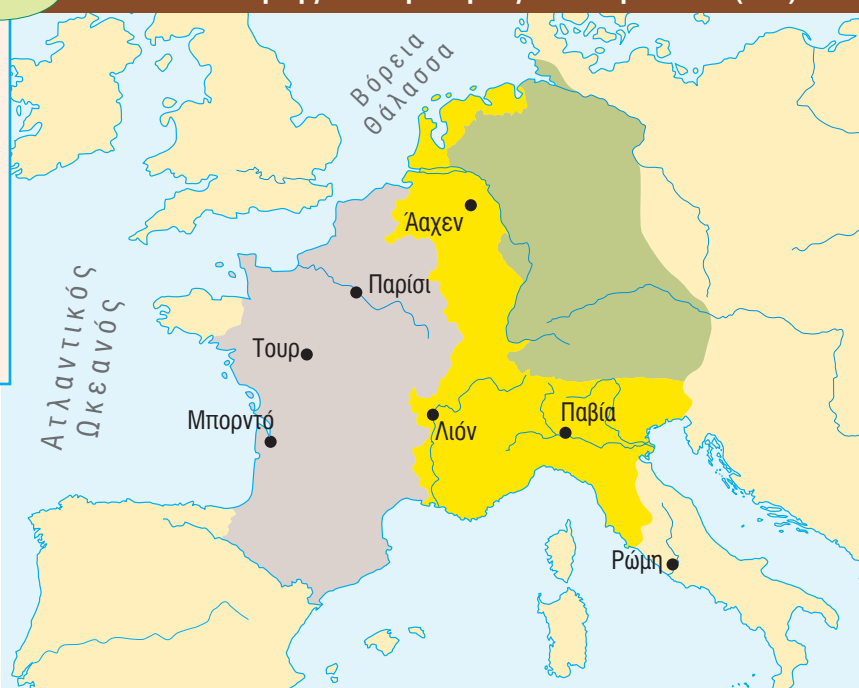 Βόρεια
Θάλασσα
Άαχεν
Παρίσι
Ατλαντικός
Ωκεανός
Τουρ
Μπορντό
Λιόν
Παβία
Ρώμη